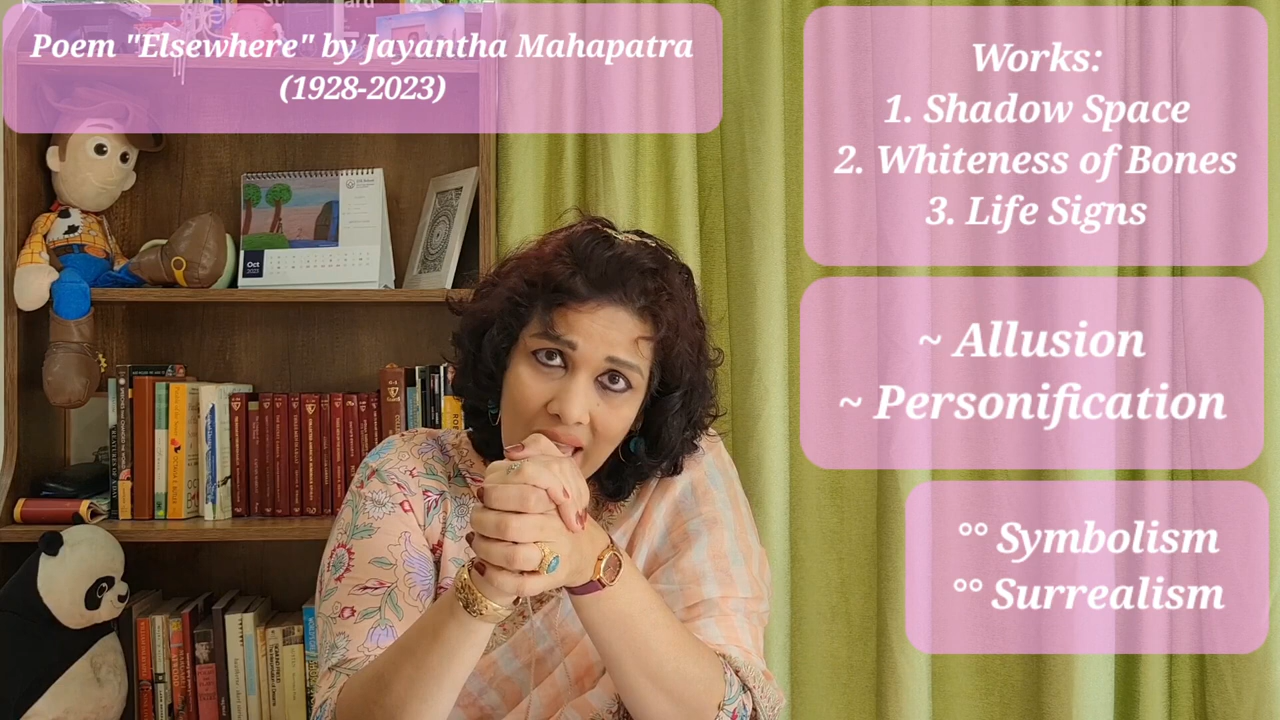 Poem "Elsewhere" by Jayantha Mahapatra
(1928-2023)
Works:
1. Shadow Space
2. Whiteness of Bones
3. Life Signs
~ Allusion
~ Personification
°° Symbolism
°° Surrealism
Oct